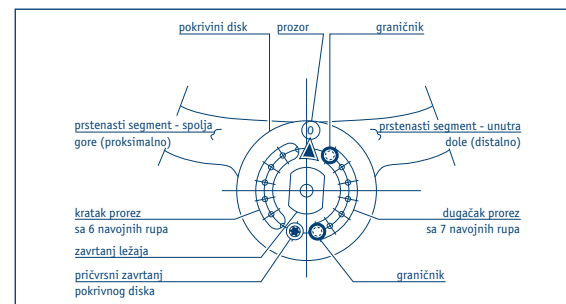 pokrivini disk
prozor
graničnik
prstenasti segment - spolja
gore (proksimalno)
prstenasti segment - unutra
dole (distalno)
0
kratak prorez
sa 6 navojnih rupa
dugačak prorez
sa 7 navojnih rupa
zavrtanj ležaja
pričvrsni zavrtanj
pokrivnog diska
graničnik